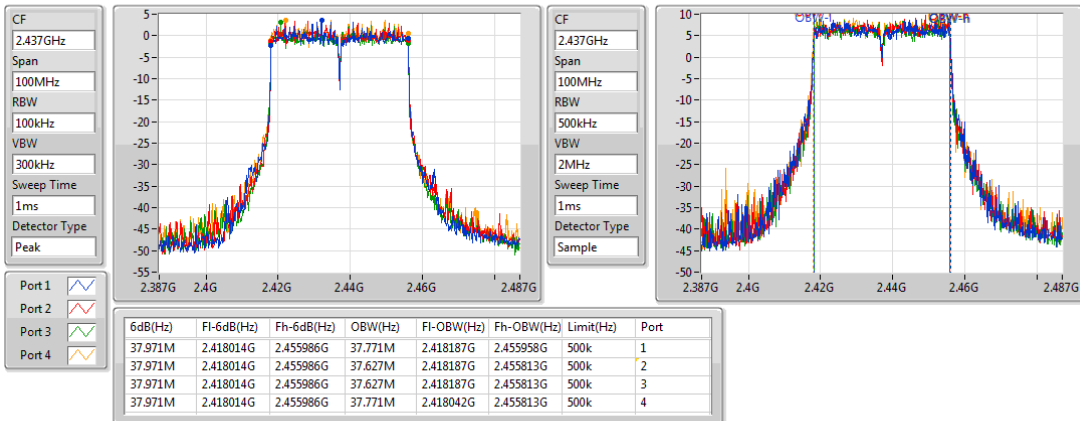 CF
2.437GHz
Span
100MHz
RBW
100kHz
VBW
300kHz
Sweep Time
1ms
Detector Type
Peak
5
0
-5
-10
-15
-20
-25
-30
-35
-40
-45
-50
-55
2.387G 2.4G 2.42G 2.44G 2.46G 2.487G
CF
2.437GHz
Span
100MHz
RBW
500kHz
VBW
2MHz
Sweep Time
1ms
Detector Type
Sample
10
5
0
-5
-10
-15
-20
-25
-30
-35
-40
-45
-50
2.387G 2.4G 2.42G 2.44G 2.46G 2.487G
Port 1
Port 2
Port 3
Port 4
6dB(Hz) Fl-6dB(Hz) Fh-6dB(Hz) OBW(Hz) Fl-OBW(Hz) Fh-OBW(Hz) Limit(Hz) Port
37.971M 2.418014G 2.455986G 37.771M 2.418187G 2.455958G 500k 1
37.971M 2.418014G 2.455986G 37.627M 2.418187G 2.455813G 500k 2
37.971M 2.418014G 2.455986G 37.627M 2.418187G 2.455813G 500k 3
37.971M 2.418014G 2.455986G 37.771M 2.418042G 2.455813G 500k 4